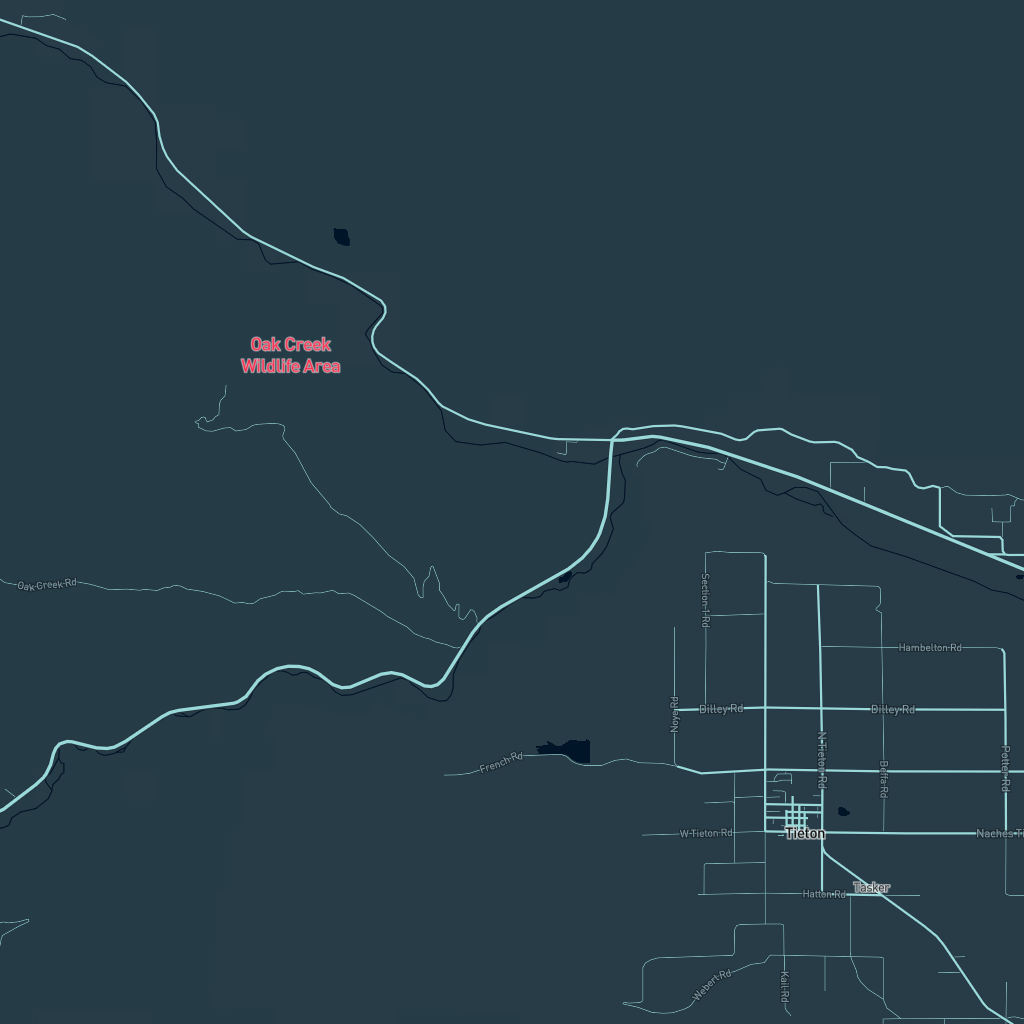 Oak Creek
Wildlife Area
Oak Creek Rd
Section 1 Rd
Hambelton Rd
Noye Rd
Dilley Rd
Dilley Rd
N Tieton Rd
French Rd
Beffa Rd
Potter Rd
W Tieton Rd
Tieton
Naches Ti
Tasker
Hatton Rd
Webert Rd
Kail Rd